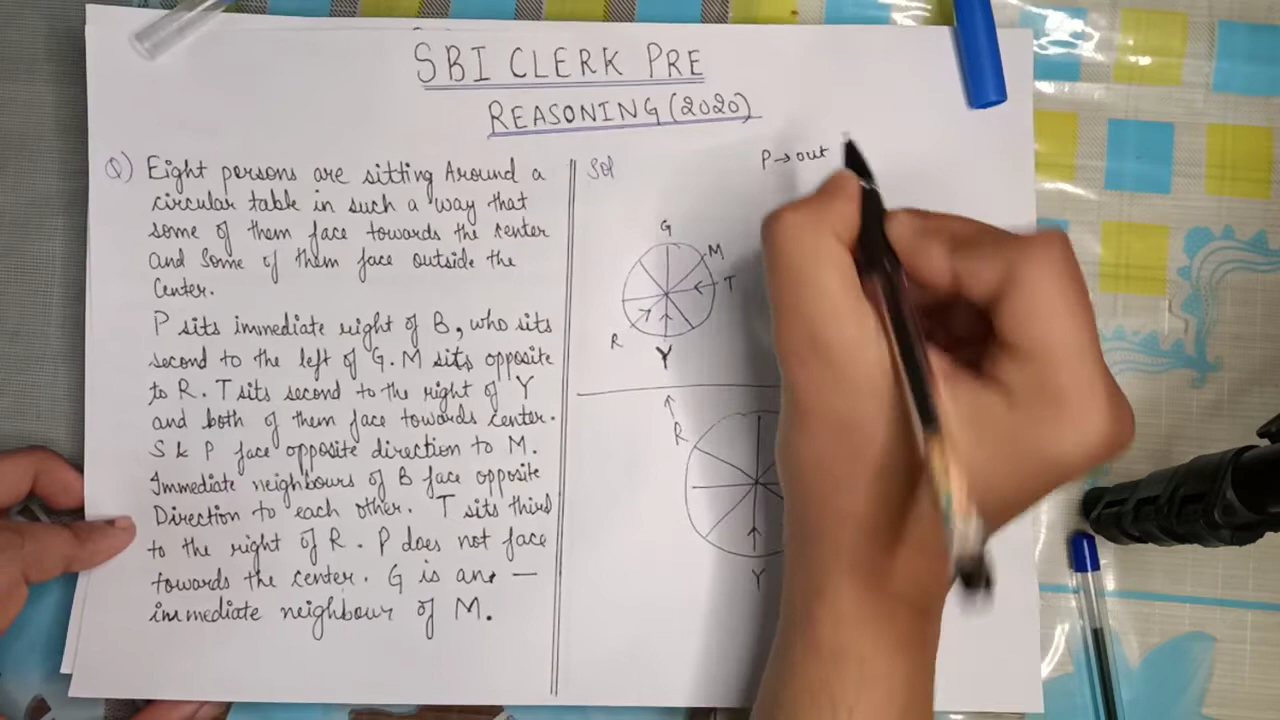 SBI CLERK PRE
REASONING (2020)
Q) Eight persons are sitting Around a
circular table in such a way that
some of them face towards the center
and Some of them face outside the
Center.
P sits immediate right of B, who sits
second to the left of G. M sits opposite
to R. T sits second to the right of Y
and both of them face towards center.
S & P face opposite direction to M.
Immediate neighbours of B face opposite
Direction to each other. T sits third
to the right of R. P does not face
towards the center. G is an —
immediate neighbour of M.
Sol
P → out
G
M
T
R
Y
R
Y